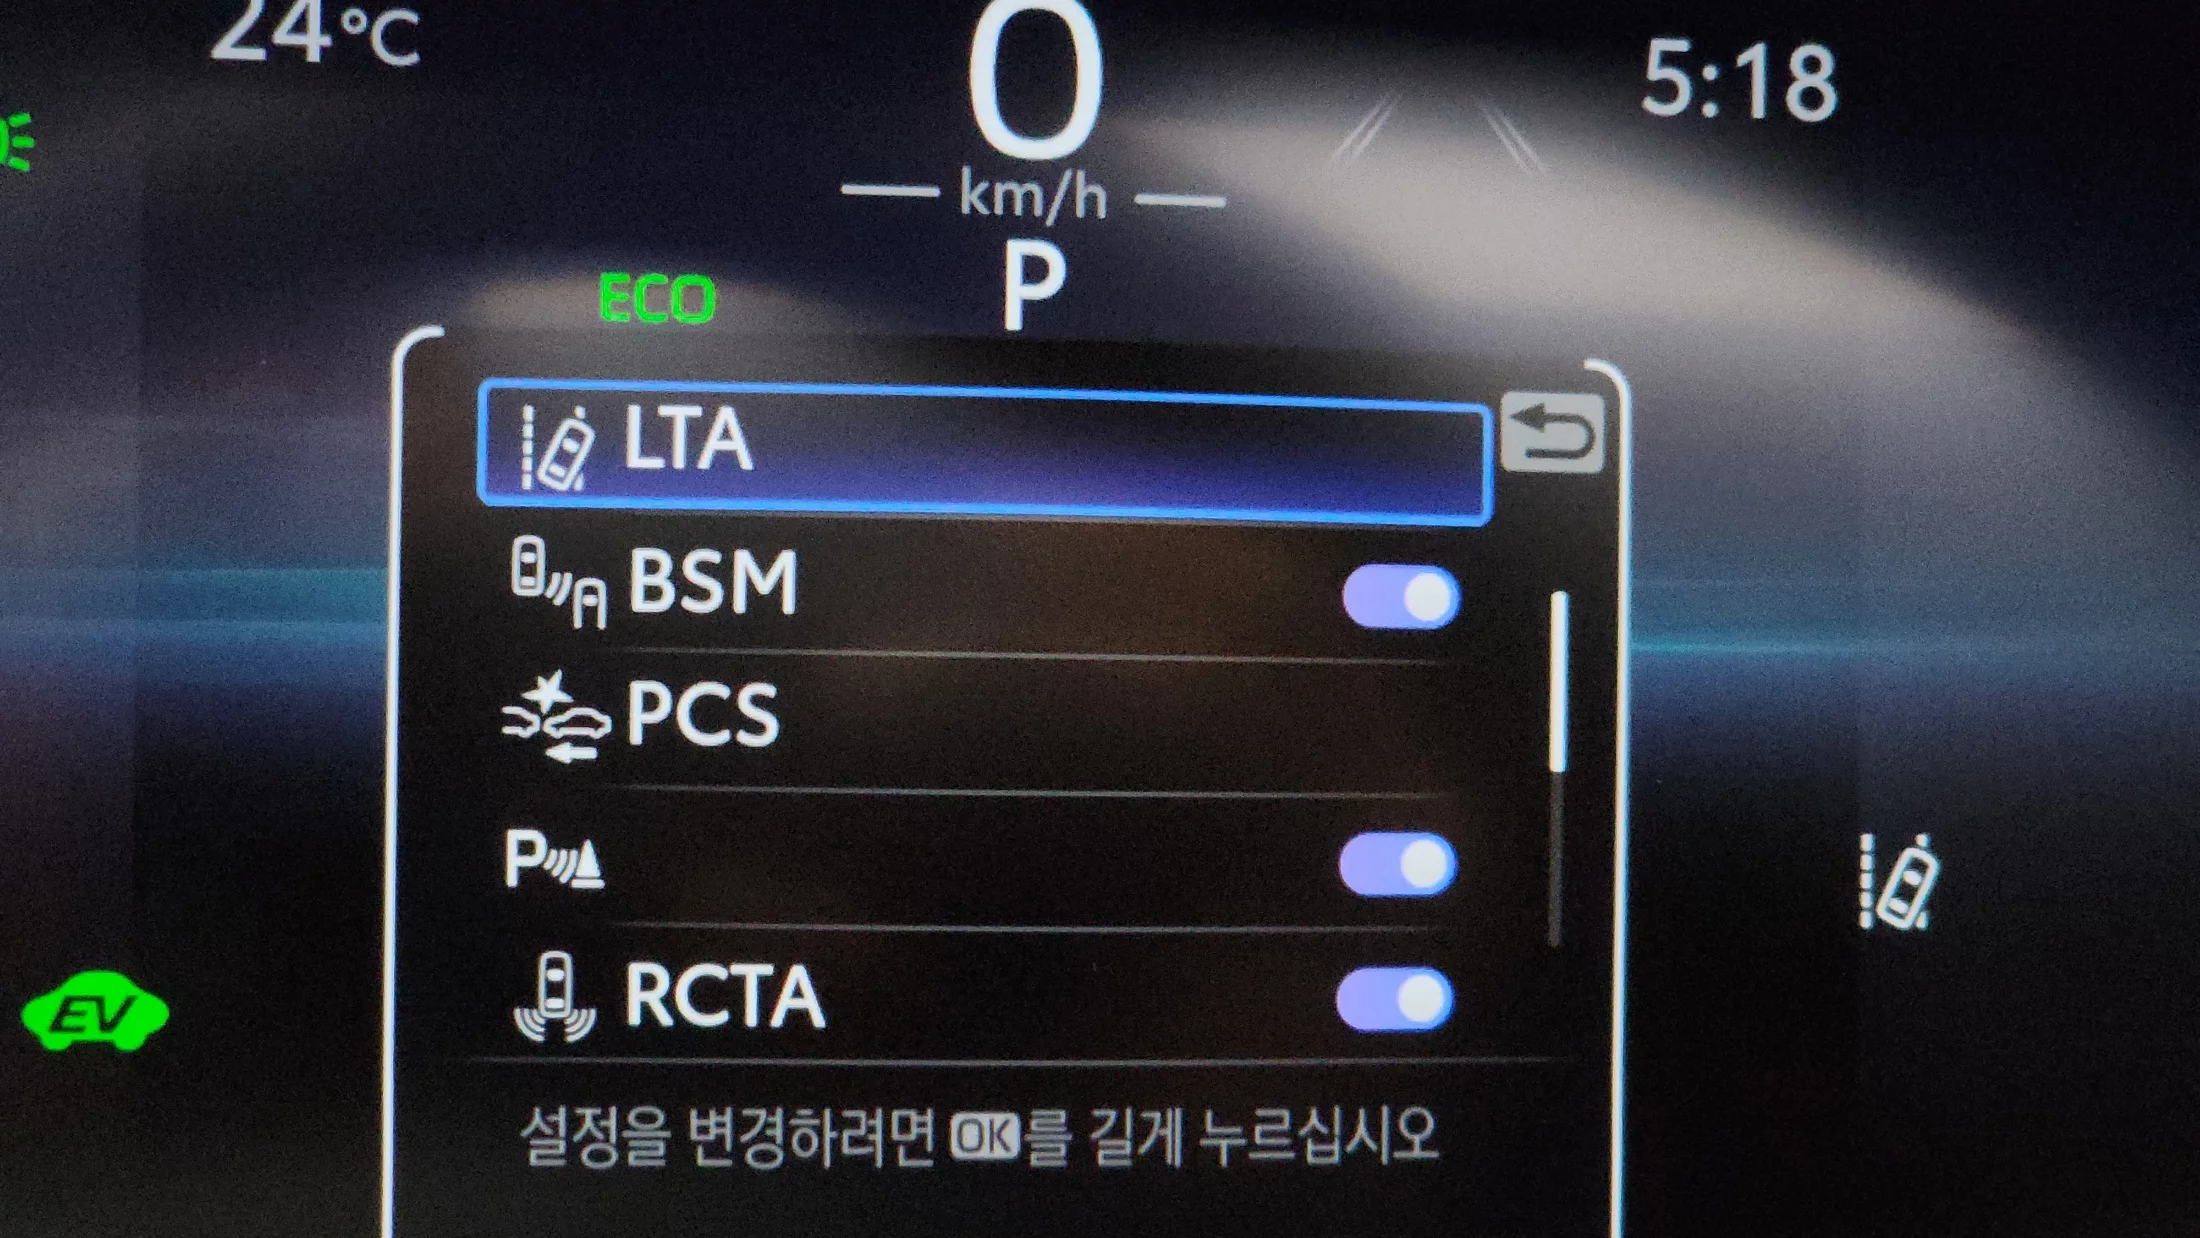 24°C
0
5:18
km/h
P
ECO
LTA
BSM
PCS
P
RCTA
EV
설정을 변경하려면 OK를 길게 누르십시오